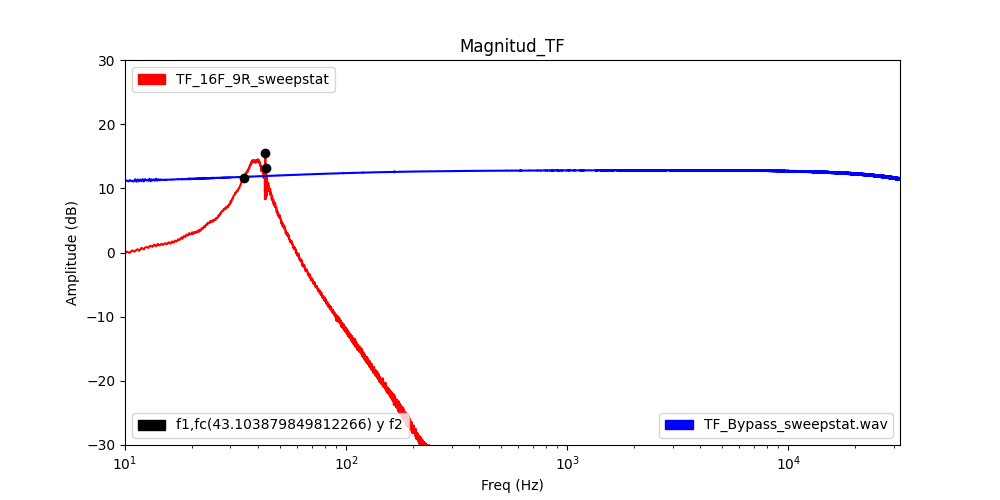 Magnitud_TF
30
TF_16F_9R_sweepstat
20
10
0
−10
−20
−30
Amplitude (dB)
f1,fc(43.103879849812266) y f2
TF_Bypass_sweepstat.wav
10¹ 10² 10³ 10⁴
Freq (Hz)